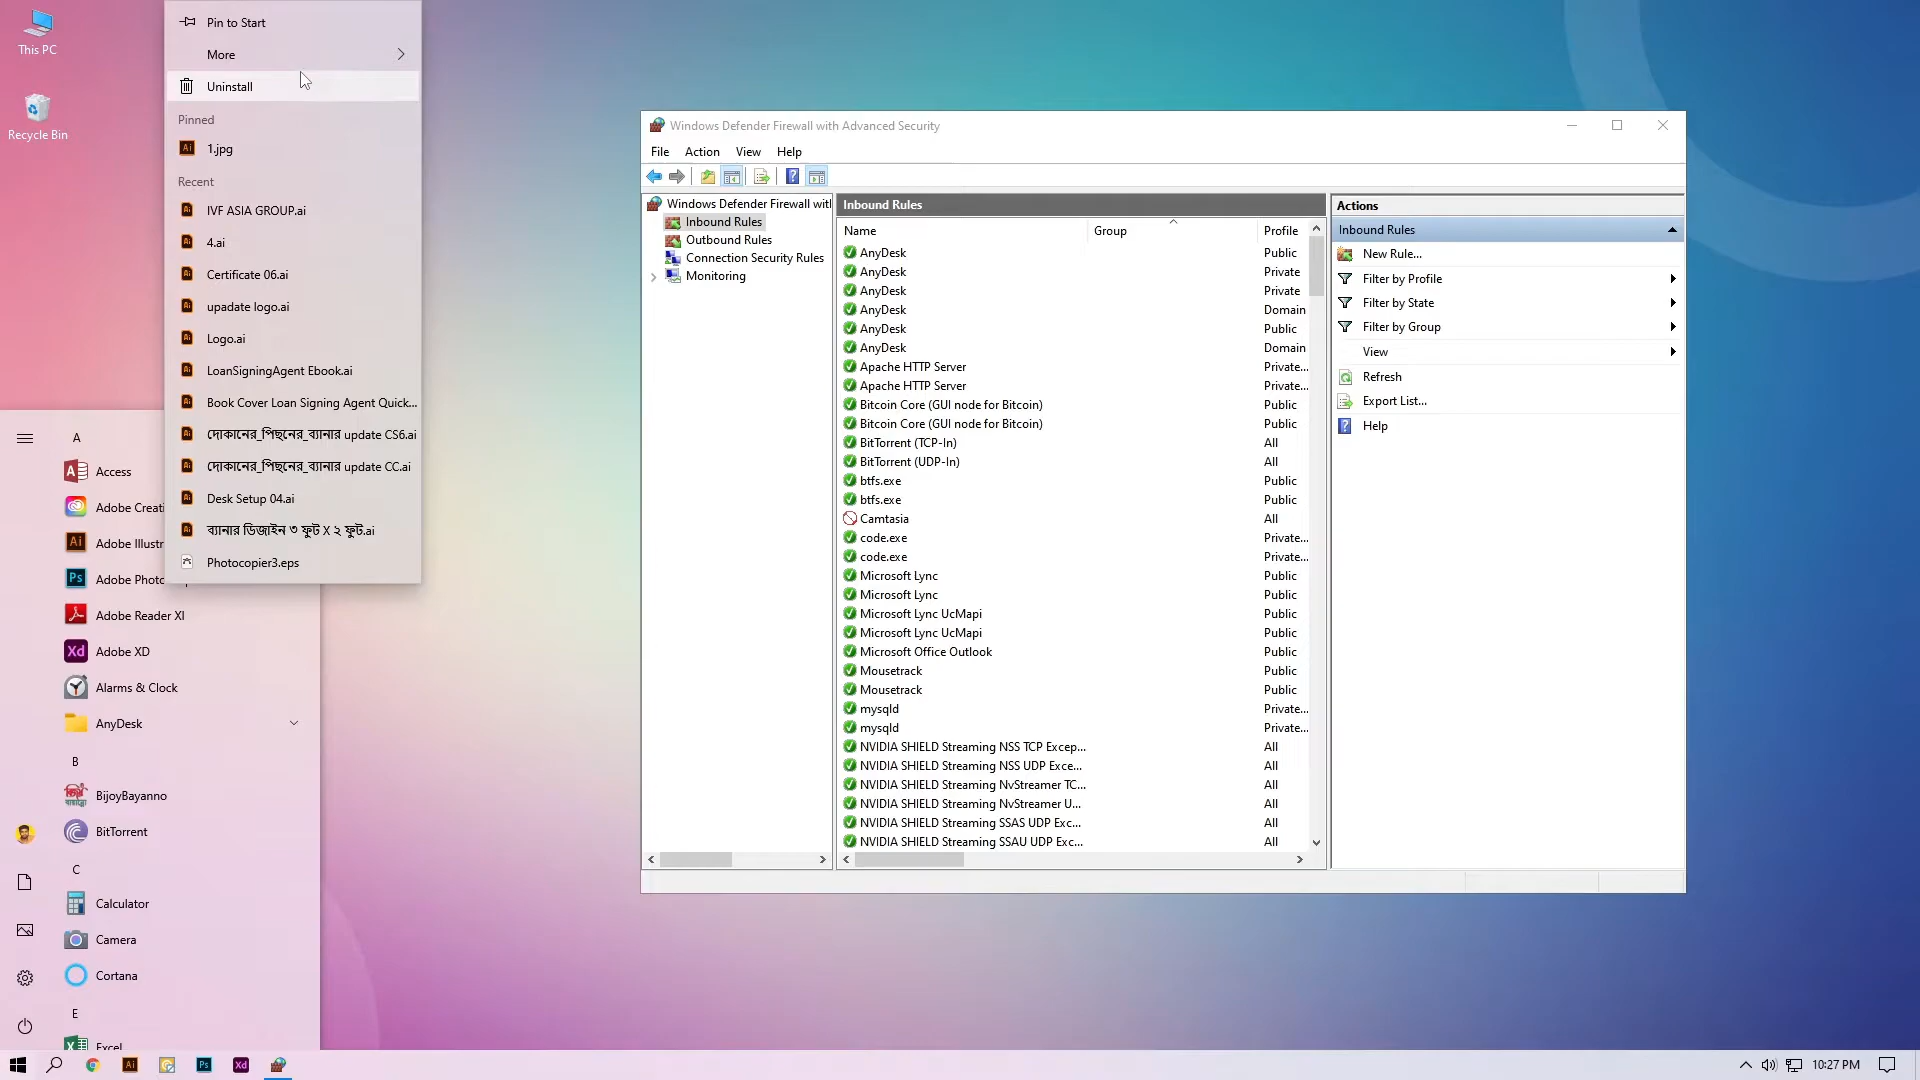 This PC
Recycle Bin
Pin to Start
More
Uninstall
Pinned
1.jpg
Recent
IVF ASIA GROUP.ai
4.ai
Certificate 06.ai
upadate logo.ai
Logo.ai
LoanSigningAgent Ebook.ai
Book Cover Loan Signing Agent Quick...
দোকানের_পিছনের_ব্যানার update CS6.ai
দোকানের_পিছনের_ব্যানার update CC.ai
Desk Setup 04.ai
ব্যানার ডিজাইন ৩ ফুট X ২ ফুট.ai
Photocopier3.eps
A
Access
Adobe Creati
Adobe Illustr
Adobe Photo
Adobe Reader XI
Adobe XD
Alarms & Clock
AnyDesk
B
BijoyBayanno
BitTorrent
C
Calculator
Camera
Cortana
E
Excel
Windows Defender Firewall with Advanced Security
File Action View Help
Windows Defender Firewall wit
Inbound Rules
Outbound Rules
Connection Security Rules
Monitoring
Inbound Rules
Name Group Profile
AnyDesk Public
AnyDesk Private
AnyDesk Private
AnyDesk Domain
AnyDesk Public
AnyDesk Domain
Apache HTTP Server Private...
Apache HTTP Server Private...
Bitcoin Core (GUI node for Bitcoin) Public
Bitcoin Core (GUI node for Bitcoin) Public
BitTorrent (TCP-In) All
BitTorrent (UDP-In) All
btfs.exe Public
btfs.exe Public
Camtasia All
code.exe Private...
code.exe Private...
Microsoft Lync Public
Microsoft Lync Public
Microsoft Lync UcMapi Public
Microsoft Lync UcMapi Public
Microsoft Office Outlook Public
Mousetrack Public
Mousetrack Public
mysqld Private...
mysqld Private...
NVIDIA SHIELD Streaming NSS TCP Excep... All
NVIDIA SHIELD Streaming NSS UDP Exce... All
NVIDIA SHIELD Streaming NvStreamer TC... All
NVIDIA SHIELD Streaming NvStreamer U... All
NVIDIA SHIELD Streaming SSAS UDP Exc... All
NVIDIA SHIELD Streaming SSAU UDP Exc... All
Actions
Inbound Rules
New Rule...
Filter by Profile
Filter by State
Filter by Group
View
Refresh
Export List...
Help
10:27 PM